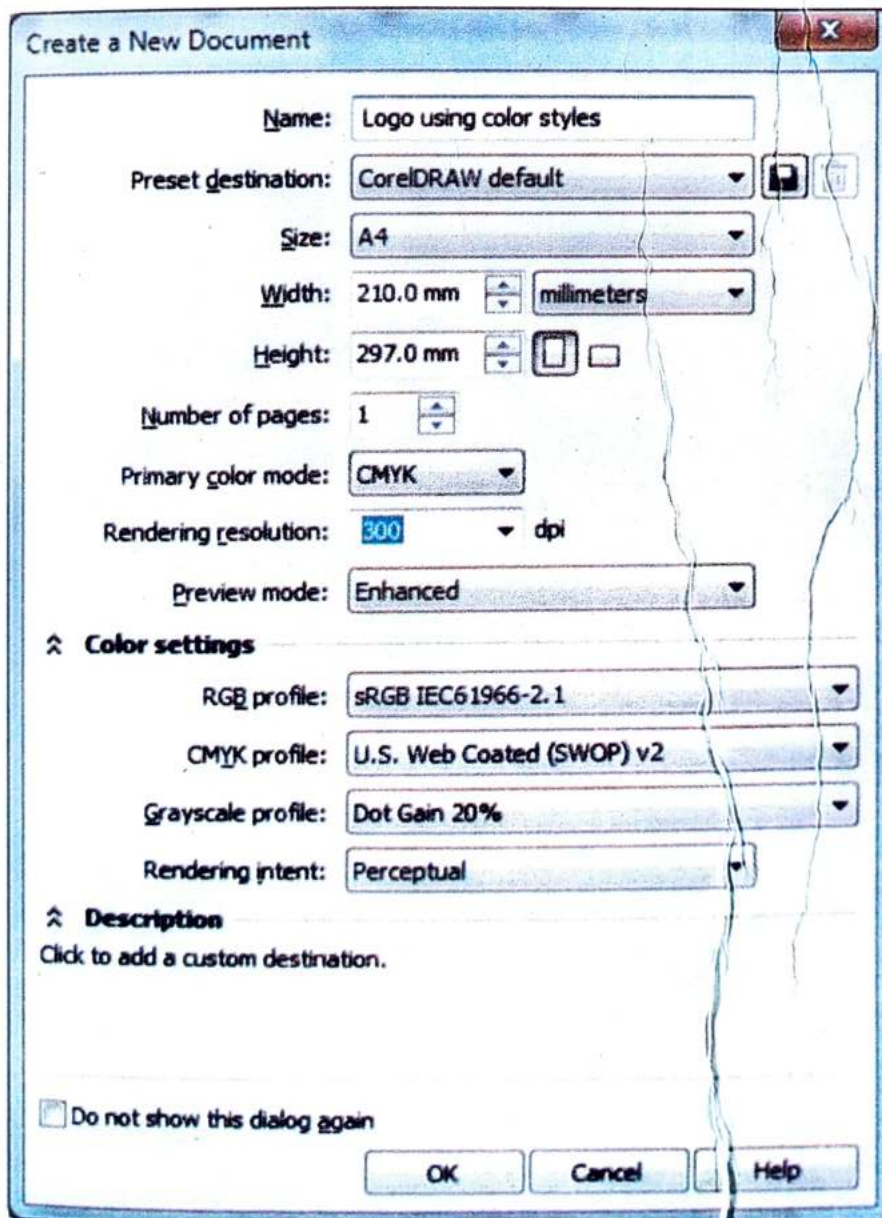 Create a New Document
Name: Logo using color styles
Preset destination: CorelDRAW default
Size: A4
Width: 210.0 mm millimeters
Height: 297.0 mm
Number of pages: 1
Primary color mode: CMYK
Rendering resolution: 300 dpi
Preview mode: Enhanced
Color settings
RGB profile: sRGB IEC61966-2.1
CMYK profile: U.S. Web Coated (SWOP) v2
Grayscale profile: Dot Gain 20%
Rendering intent: Perceptual
Description
Click to add a custom destination.
Do not show this dialog again
OK Cancel Help